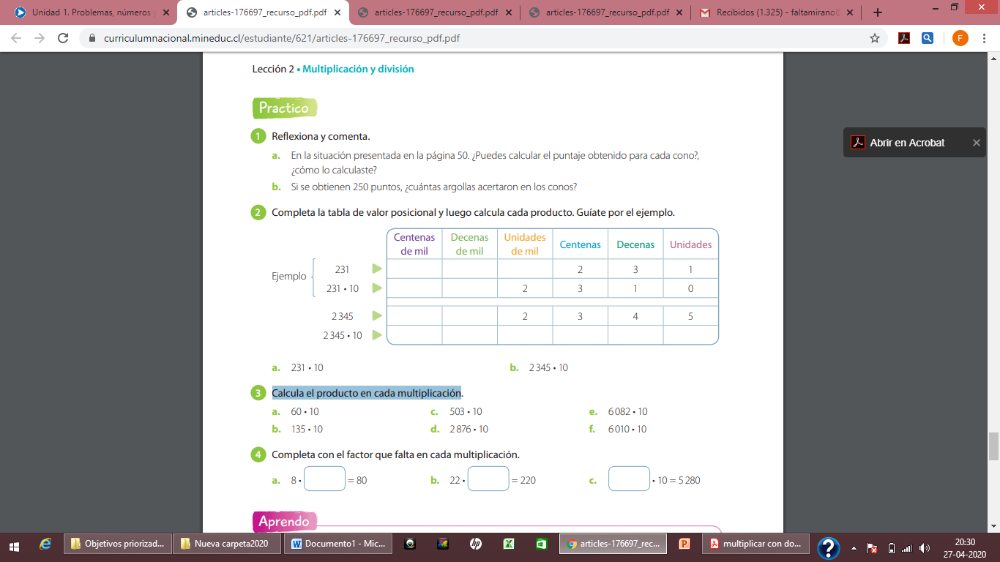 Unidad 1. Problemas, números y
articles-176697_recurso_pdf.pdf
articles-176697_recurso_pdf.pdf
articles-176697_recurso_pdf.pdf
Recibidos (1.325) - faltamirano@
curriculumnacional.mineduc.cl/estudiante/621/articles-176697_recurso_pdf.pdf
F
Abrir en Acrobat
Lección 2 • Multiplicación y división
Practico
1 Reflexiona y comenta.
a. En la situación presentada en la página 50. ¿Puedes calcular el puntaje obtenido para cada cono?,
¿cómo lo calculaste?
b. Si se obtienen 250 puntos, ¿cuántas argollas acertaron en los conos?
2 Completa la tabla de valor posicional y luego calcula cada producto. Guíate por el ejemplo.
Centenas de mil Decenas de mil Unidades de mil Centenas Decenas Unidades
Ejemplo
231 2 3 1
231 • 10 2 3 1 0
2 345 2 3 4 5
2 345 • 10
a. 231 • 10 b. 2 345 • 10
3 Calcula el producto en cada multiplicación.
a. 60 • 10 c. 503 • 10 e. 6 082 • 10
b. 135 • 10 d. 2 876 • 10 f. 6 010 • 10
4 Completa con el factor que falta en cada multiplicación.
a. 8 • = 80 b. 22 • = 220 c. • 10 = 5 280
Aprendo
Objetivos priorizad...
Nueva carpeta2020
Documento1 - Mic...
articles-176697_rec...
multiplicar con do...
20:30
27-04-2020